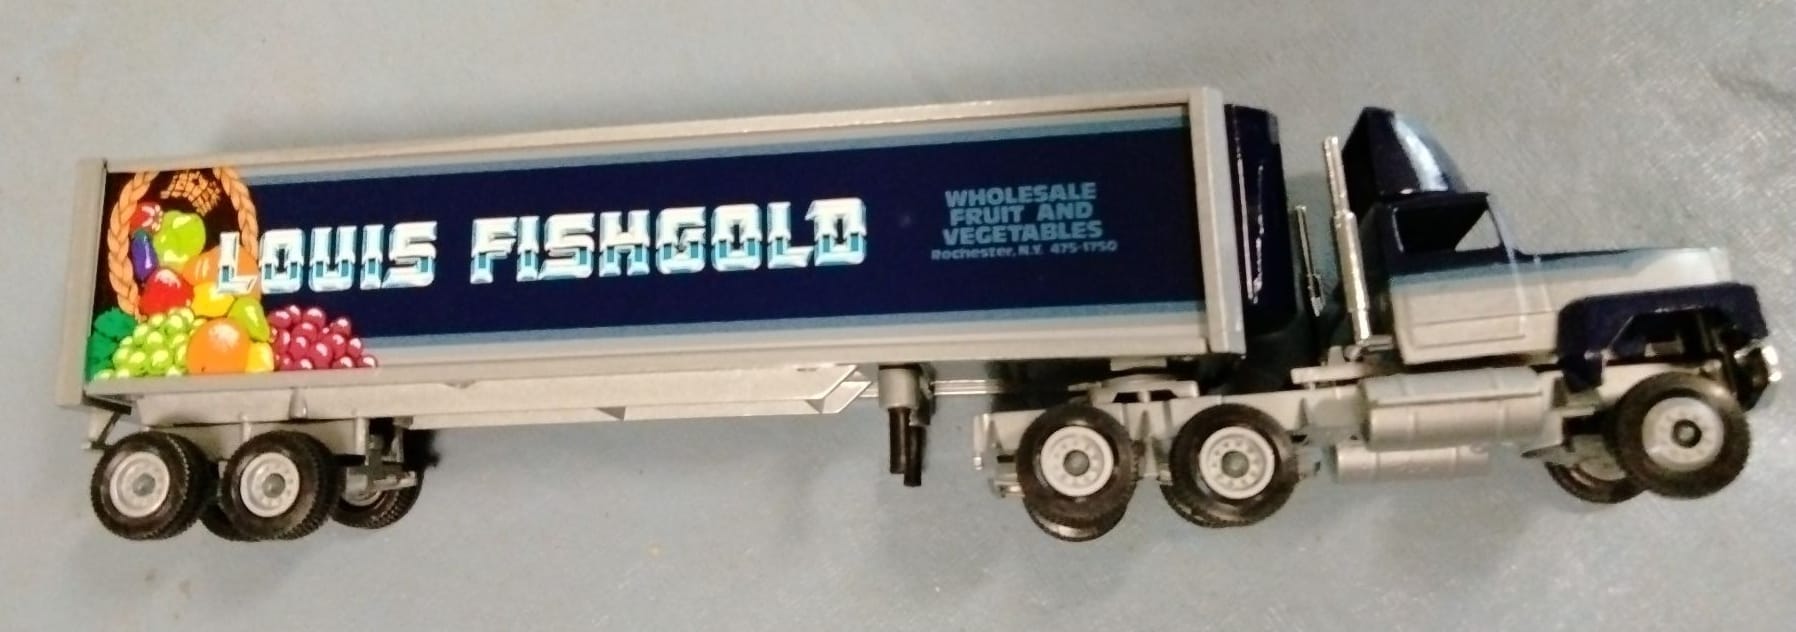 LOUIS FISHGOLD
WHOLESALE
FRUIT AND
VEGETABLES
Rochester, N.Y. 475-1750